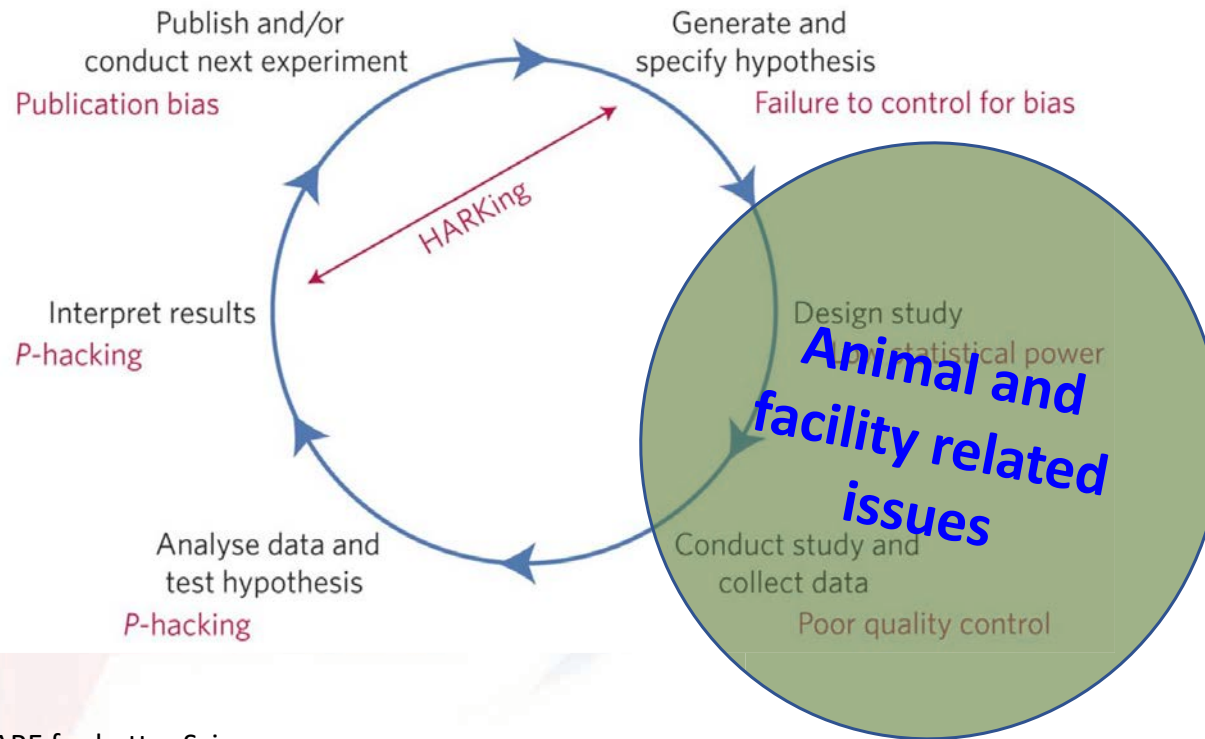 Publish and/or
conduct next experiment
Publication bias
Generate and
specify hypothesis
Failure to control for bias
HARKing
Interpret results
P-hacking
Design study
Low statistical power
Animal and
facility related
issues
Analyse data and
test hypothesis
P-hacking
Conduct study and
collect data
Poor quality control